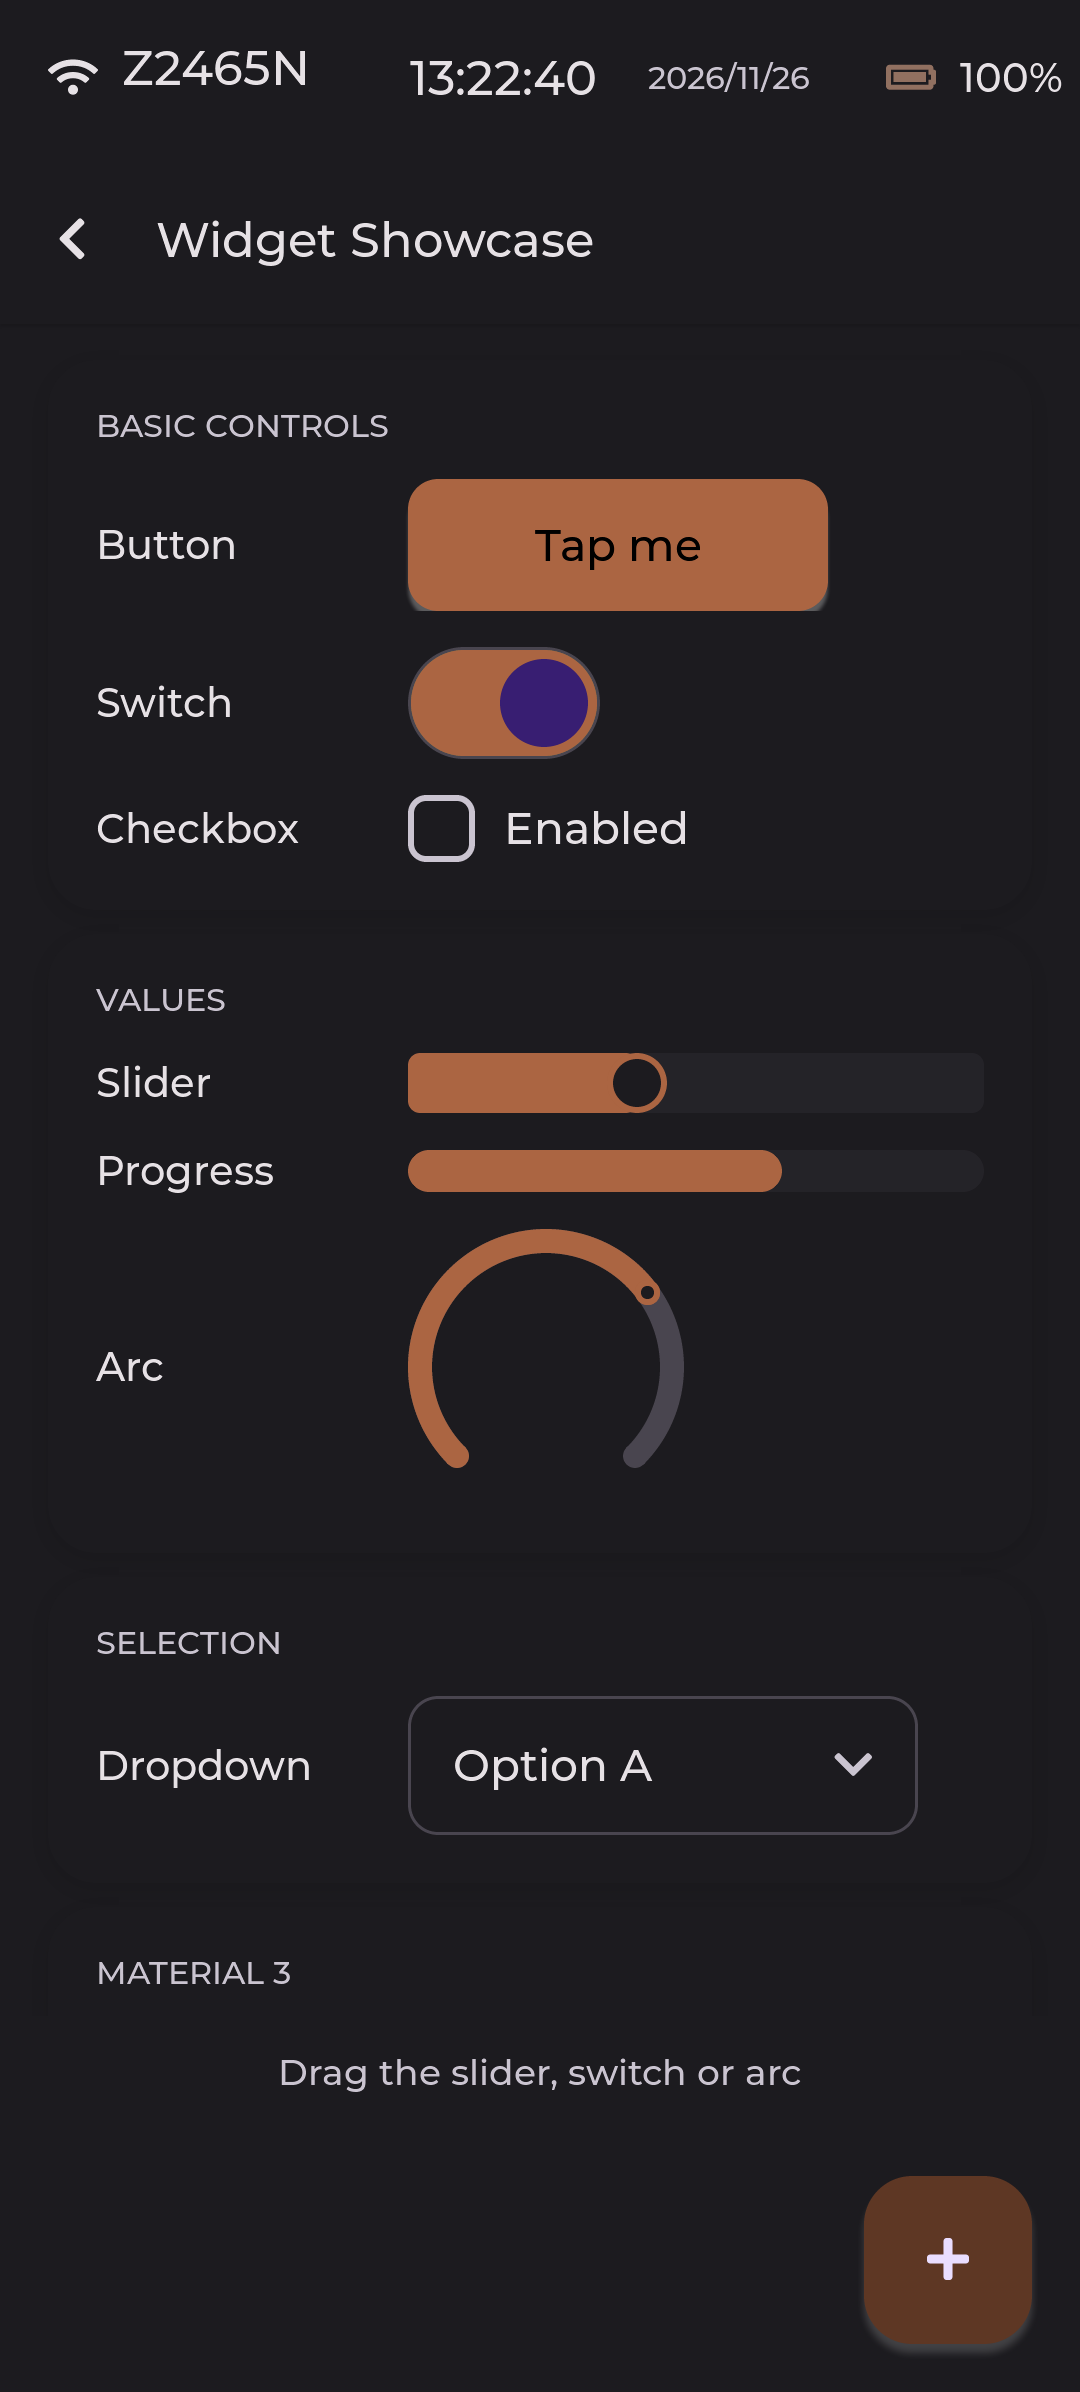 Z2465N 13:22:40 2026/11/26 100%
Widget Showcase
BASIC CONTROLS
Button Tap me
Switch
Checkbox Enabled
VALUES
Slider
Progress
Arc
SELECTION
Dropdown Option A
MATERIAL 3
Drag the slider, switch or arc